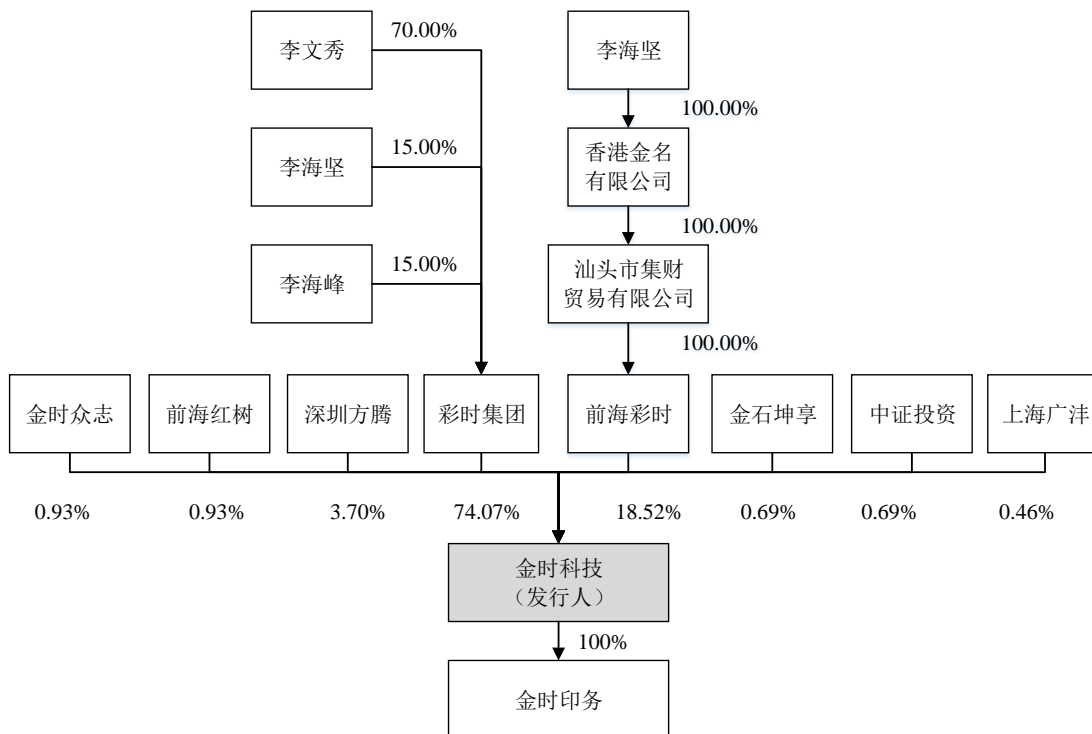 李文秀
70.00%
李海坚
100.00%
李海坚
15.00%
香港金名
有限公司
100.00%
李海峰
15.00%
汕头市集财
贸易有限公司
100.00%
金时众志
前海红树
深圳方腾
彩时集团
前海彩时
金石坤享
中证投资
上海广沣
0.93%
0.93%
3.70%
74.07%
18.52%
0.69%
0.69%
0.46%
金时科技
（发行人）
100%
金时印务